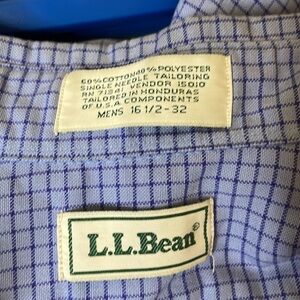 60% COTTON 40% POLYESTER
SINGLE NEEDLE TAILORING
RN 71341 VENDOR 15010
TAILORED IN HONDURAS
OF U.S.A. COMPONENTS
MENS 16 1/2-32
L.L.Bean®